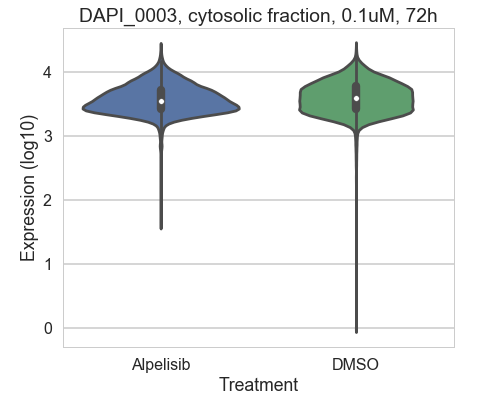 DAPI_0003, cytosolic fraction, 0.1uM, 72h
Expression (log10)
4
3
2
1
0
Alpelisib DMSO
Treatment